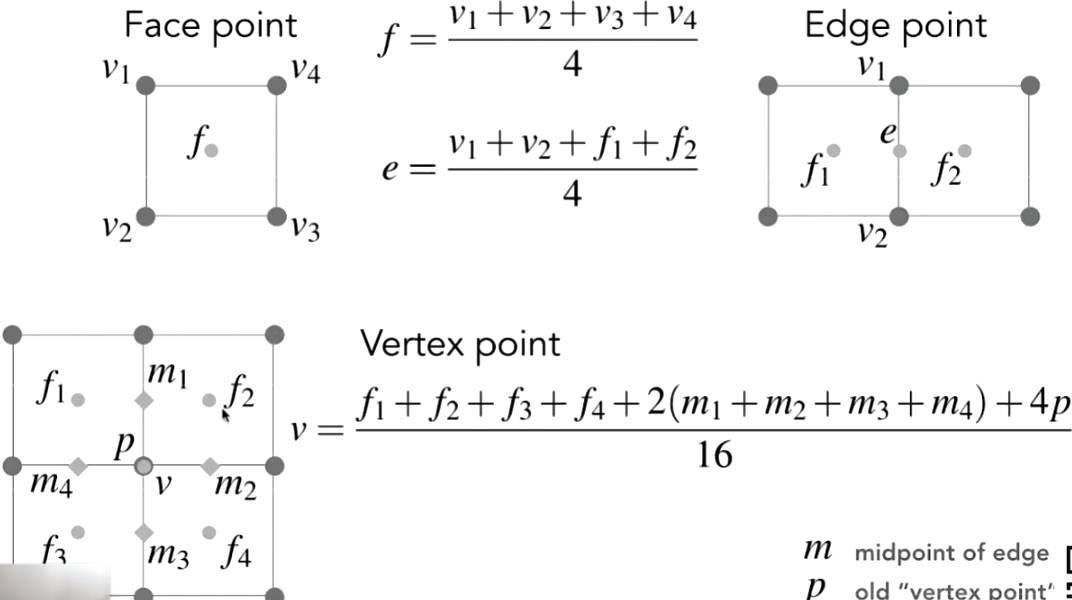 Face point
v1
v4
f
v2
v3
f = (v1 + v2 + v3 + v4) / 4
e = (v1 + v2 + f1 + f2) / 4
Edge point
v1
e
f1
f2
v2
f1
m1
f2
p
m4
v
m2
f3
m3
f4
Vertex point
v = (f1 + f2 + f3 + f4 + 2(m1 + m2 + m3 + m4) + 4p) / 16
m midpoint of edge
p old “vertex point”